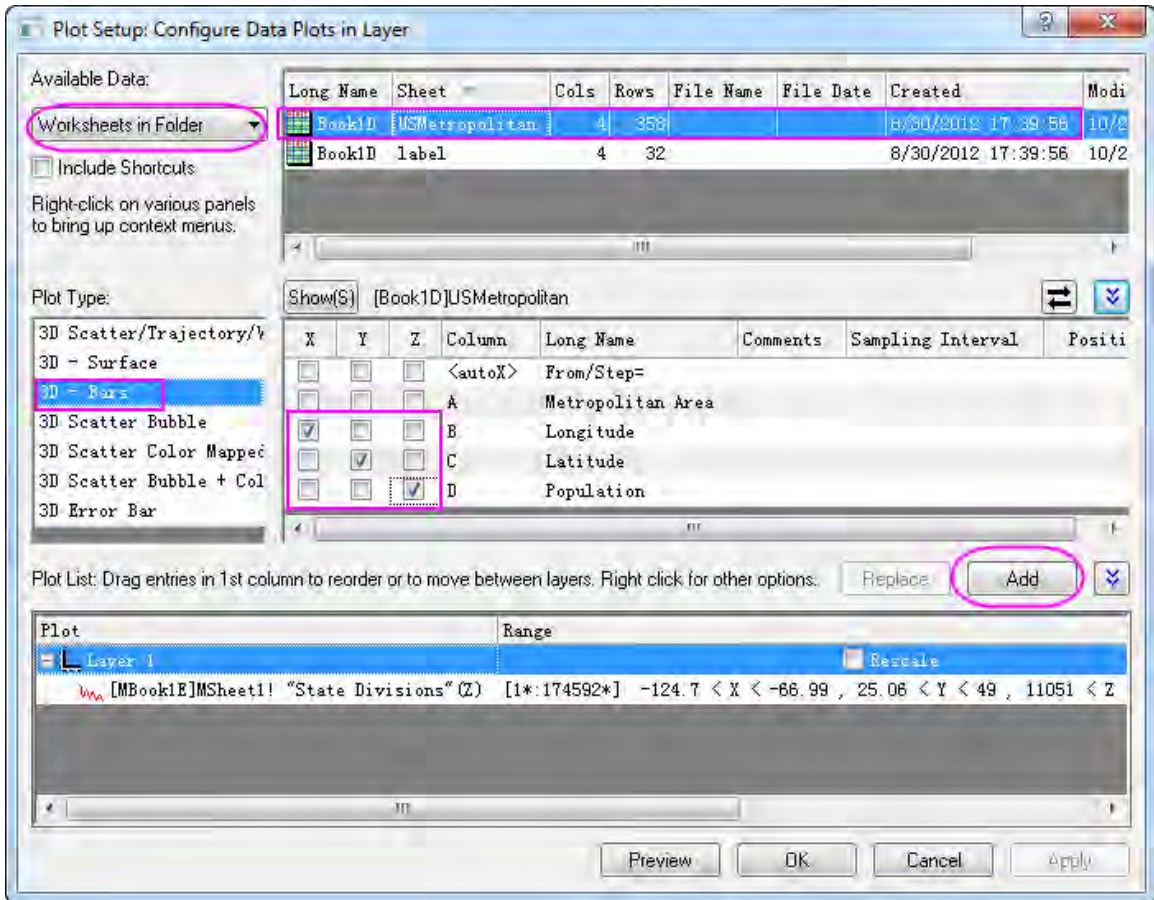 Plot Setup: Configure Data Plots in Layer
Available Data:
Worksheets in Folder
Include Shortcuts
Right-click on various panels
to bring up context menus.
Long Name Sheet Cols Rows File Name File Date Created Modi
Book1D USMetropolitan 4 358 8/30/2012 17:39:56 10/2
Book1D label 4 32 8/30/2012 17:39:56 10/2
Plot Type:
3D Scatter/Trajectory/V
3D - Surface
3D - Bars
3D Scatter Bubble
3D Scatter Color Mapped
3D Scatter Bubble + Col
3D Error Bar
Show(S) [Book1D]USMetropolitan
X Y Z Column Long Name Comments Sampling Interval Positi
<autoX> From/Step=
A Metropolitan Area
B Longitude
C Latitude
D Population
Plot List: Drag entries in 1st column to reorder or to move between layers. Right click for other options.
Replace Add
Plot Range
Layer 1 Rescale
[MBook1E]MSheet1! "State Divisions"(Z) [1*:174592*] -124.7 < X < -66.99 , 25.06 < Y < 49 , 11051 < Z
Preview OK Cancel Apply